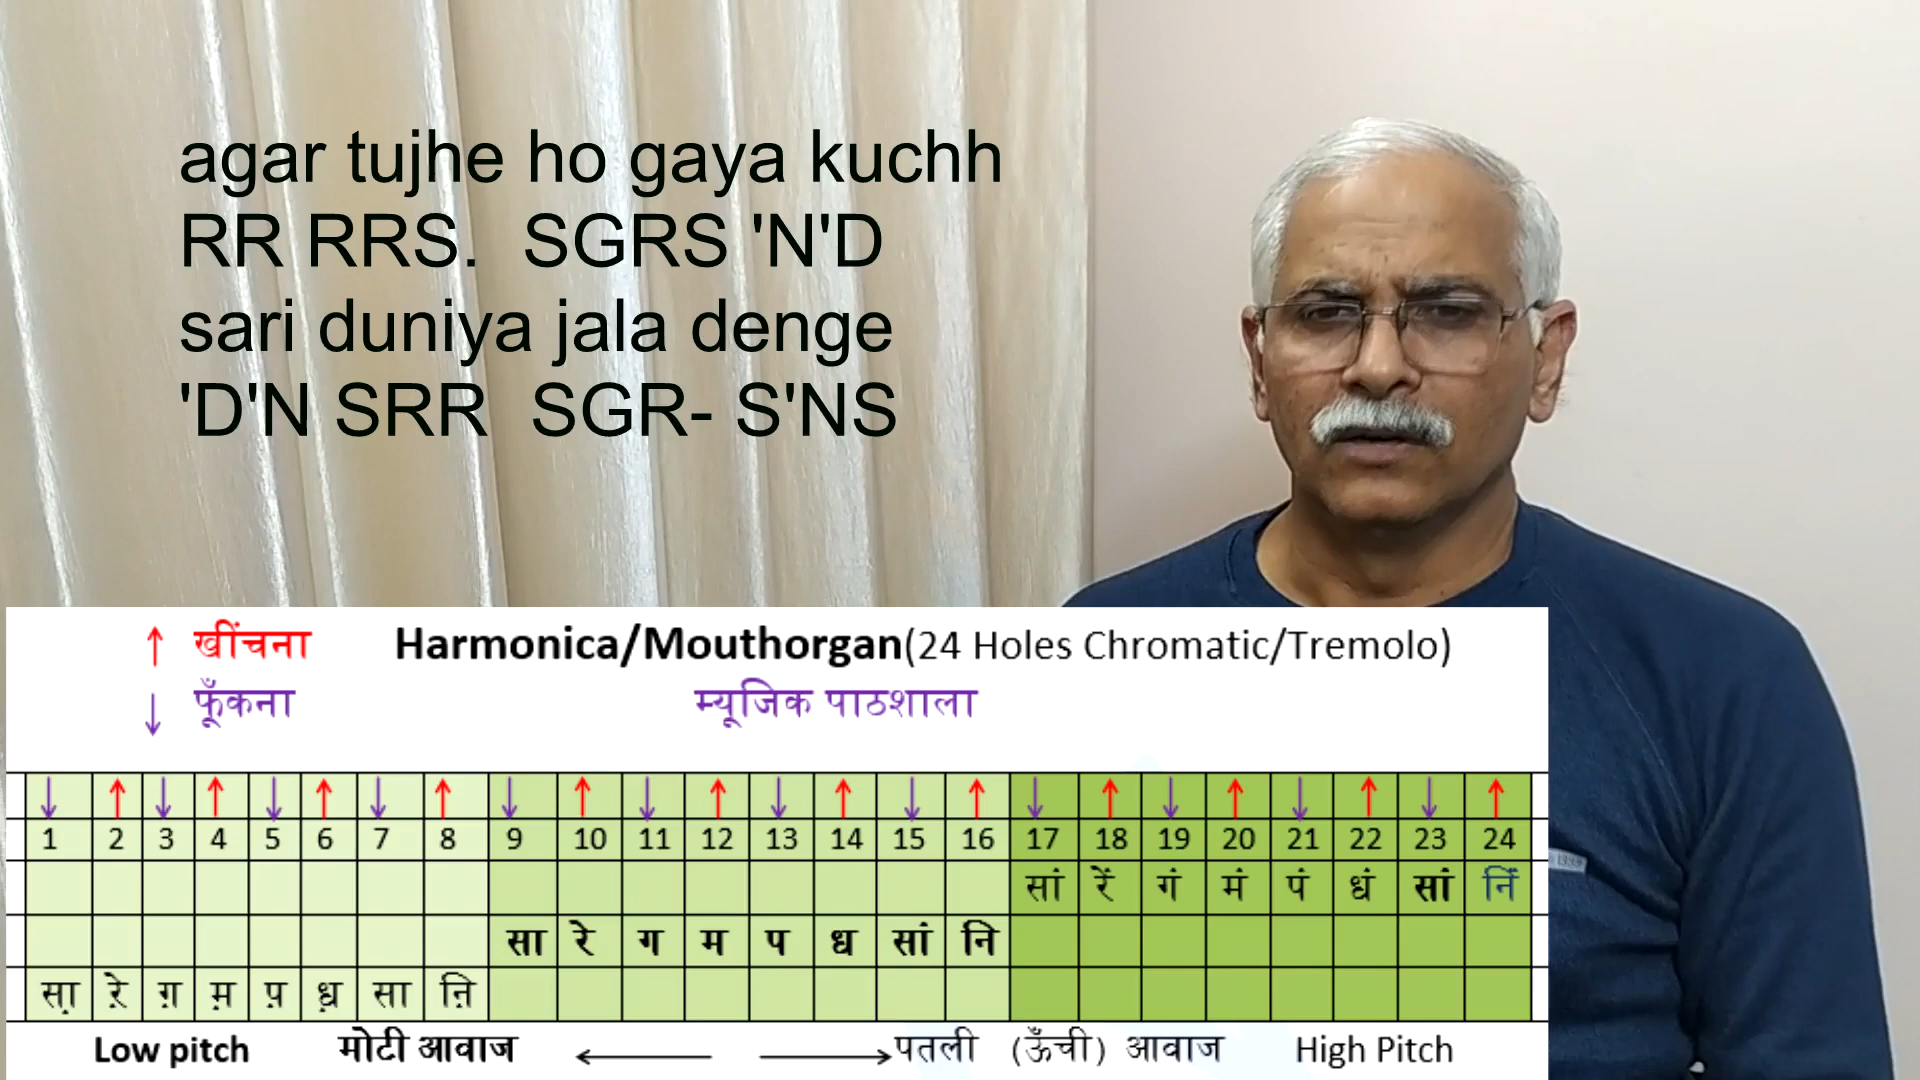 agar tujhe ho gaya kuchh
RR RRS.  SGRS 'N'D
sari duniya jala denge
'D'N SRR  SGR- S'NS
↑ खींचना Harmonica/Mouthorgan(24 Holes Chromatic/Tremolo)
↓ फूँकना म्यूजिक पाठशाला
↓ ↑ ↓ ↑ ↓ ↑ ↓ ↑ ↓ ↑ ↓ ↑ ↓ ↑ ↓ ↑ ↓ ↑ ↓ ↑ ↓ ↑ ↓ ↑
1 2 3 4 5 6 7 8 9 10 11 12 13 14 15 16 17 18 19 20 21 22 23 24
सां रें गं मं पं धं सां निं
सा रे ग म प ध सां नि
सा़ रे़ ग़ म़ प़ ध़ सा नि़
Low pitch मोटी आवाज ← → पतली (ऊँची) आवाज High Pitch